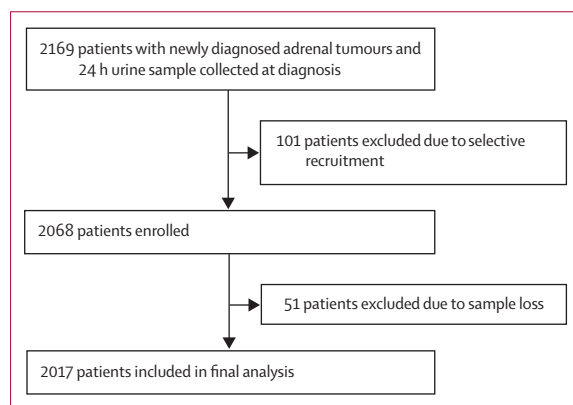 2169 patients with newly diagnosed adrenal tumours and
24 h urine sample collected at diagnosis
101 patients excluded due to selective
recruitment
2068 patients enrolled
51 patients excluded due to sample loss
2017 patients included in final analysis